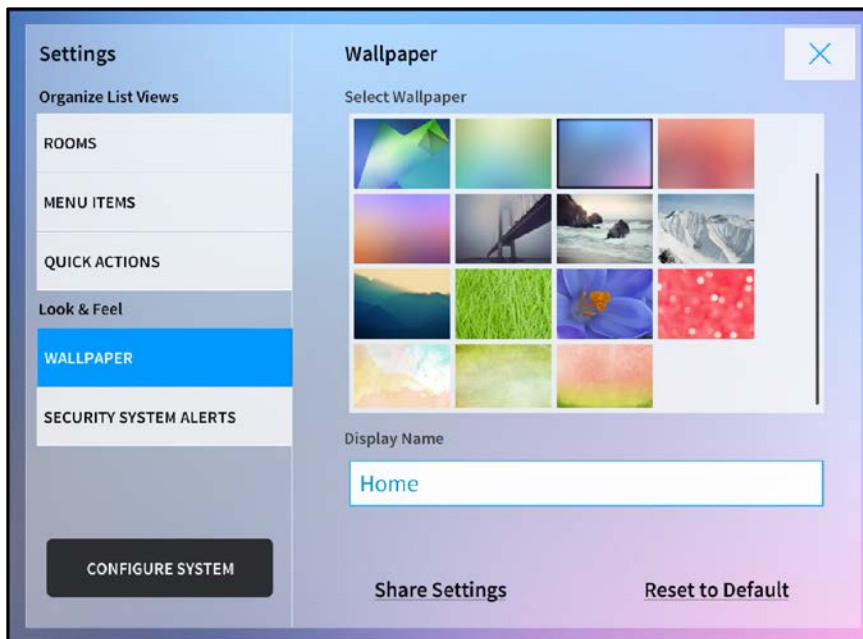 Settings
Organize List Views
ROOMS
MENU ITEMS
QUICK ACTIONS
Look & Feel
WALLPAPER
SECURITY SYSTEM ALERTS
CONFIGURE SYSTEM
Wallpaper
Select Wallpaper
Display Name
Home
Share Settings
Reset to Default